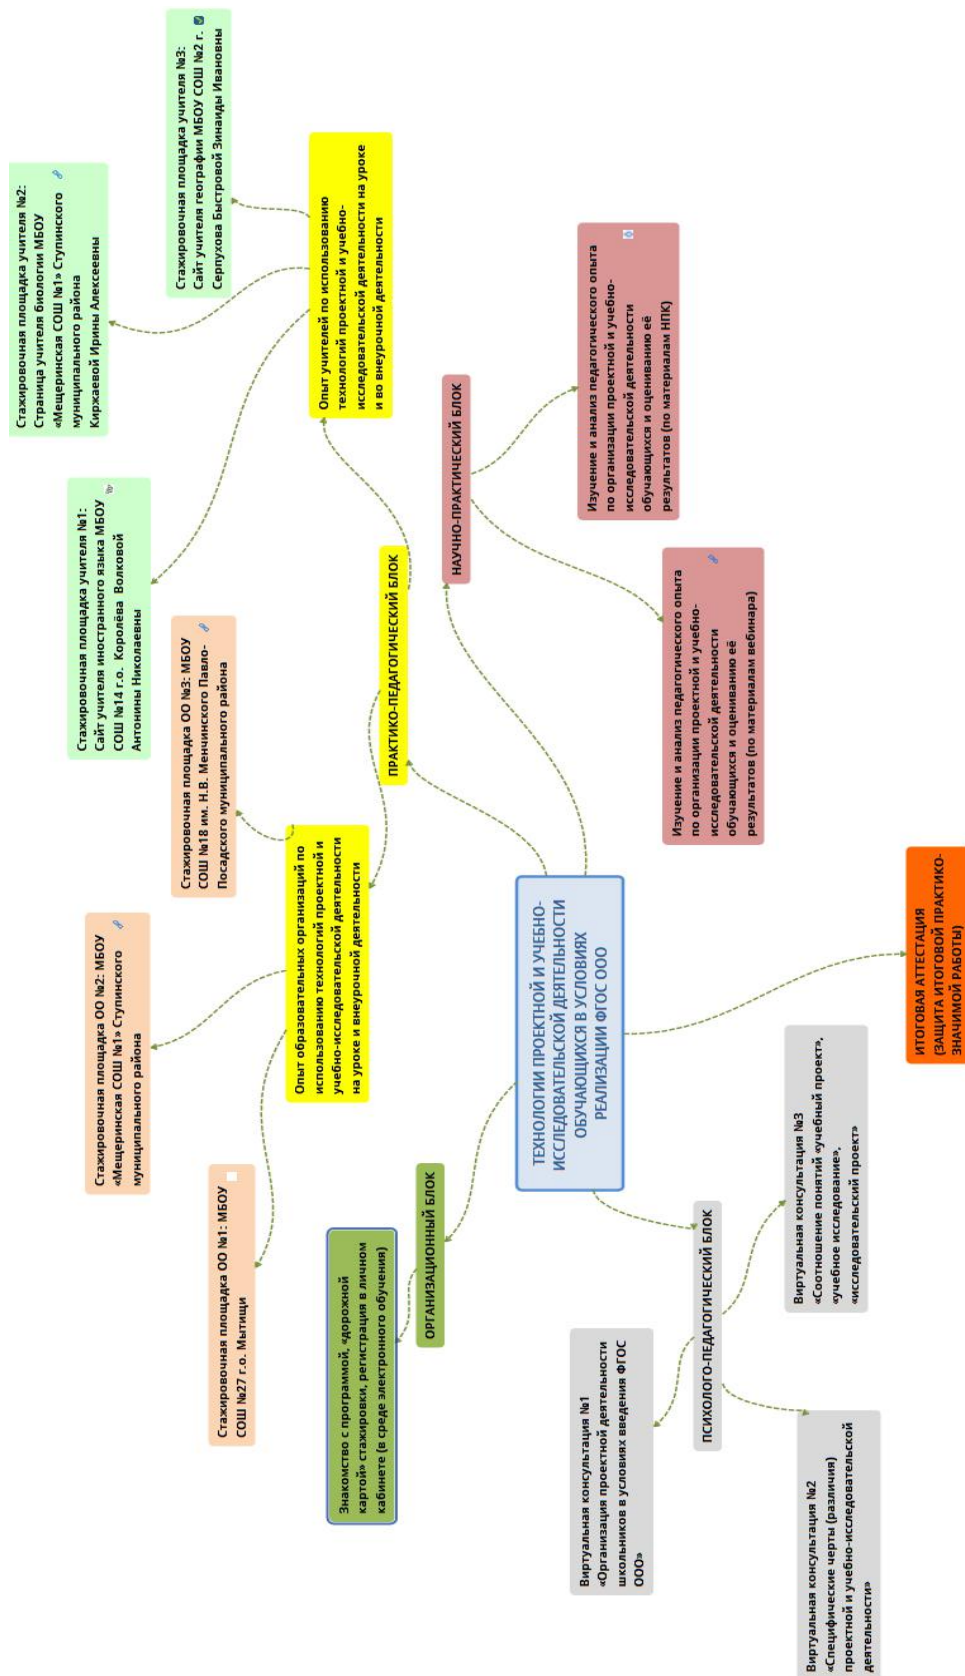 Стажировочная площадка учителя №3:
Сайт учителя географии МБОУ СОШ №2 г.
Серпухова Быстровой Зинаиды Ивановны
Стажировочная площадка учителя №2:
Страница учителя биологии МБОУ
«Мещеринская СОШ №1» Ступинского
муниципального района
Киржаевой Ирины Алексеевны
Стажировочная площадка учителя №1:
Сайт учителя иностранного языка МБОУ
СОШ №14 г.о. Королёва Волковой
Антонины Николаевны
Опыт учителей по использованию
технологий проектной и учебно-
исследовательской деятельности на уроке
и во внеурочной деятельности
Стажировочная площадка ОО №3: МБОУ
СОШ №18 им. Н.В. Менчинского Павло-
Посадского муниципального района
Стажировочная площадка ОО №2: МБОУ
«Мещеринская СОШ №1» Ступинского
муниципального района
Стажировочная площадка ОО №1: МБОУ
СОШ №27 г.о. Мытищи
Опыт образовательных организаций по
использованию технологий проектной и
учебно-исследовательской деятельности
на уроке и внеурочной деятельности
ПРАКТИКО-ПЕДАГОГИЧЕСКИЙ БЛОК
НАУЧНО-ПРАКТИЧЕСКИЙ БЛОК
Изучение и анализ педагогического опыта
по организации проектной и учебно-
исследовательской деятельности
обучающихся и оцениванию её
результатов (по материалам НПК)
Изучение и анализ педагогического опыта
по организации проектной и учебно-
исследовательской деятельности
обучающихся и оцениванию её
результатов (по материалам вебинара)
Знакомство с программой, «дорожной
картой» стажировки, регистрация в личном
кабинете (в среде электронного обучения)
ОРГАНИЗАЦИОННЫЙ БЛОК
ТЕХНОЛОГИИ ПРОЕКТНОЙ И УЧЕБНО-
ИССЛЕДОВАТЕЛЬСКОЙ ДЕЯТЕЛЬНОСТИ
ОБУЧАЮЩИХСЯ В УСЛОВИЯХ
РЕАЛИЗАЦИИ ФГОС ООО
ИТОГОВАЯ АТТЕСТАЦИЯ
(ЗАЩИТА ИТОГОВОЙ ПРАКТИКО-
ЗНАЧИМОЙ РАБОТЫ)
ПСИХОЛОГО-ПЕДАГОГИЧЕСКИЙ БЛОК
Виртуальная консультация №1
«Организация проектной деятельности
школьников в условиях введения ФГОС
ООО»
Виртуальная консультация №3
«Соотношение понятий «учебный проект»,
«учебное исследование»,
«исследовательский проект»
Виртуальная консультация №2
«Специфические черты (различия)
проектной и учебно-исследовательской
деятельности»